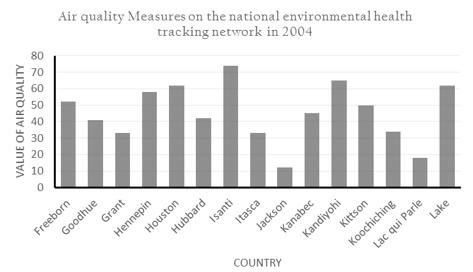 Air quality Measures on the national environmental health
tracking network in 2004
VALUE OF AIR QUALITY
80
70
60
50
40
30
20
10
0
Freeborn
Goodhue
Grant
Hennepin
Houston
Hubbard
Isanti
Itasca
Jackson
Kanabec
Kandiyohi
Kittson
Koochiching
Lac qui Parle
Lake
COUNTRY